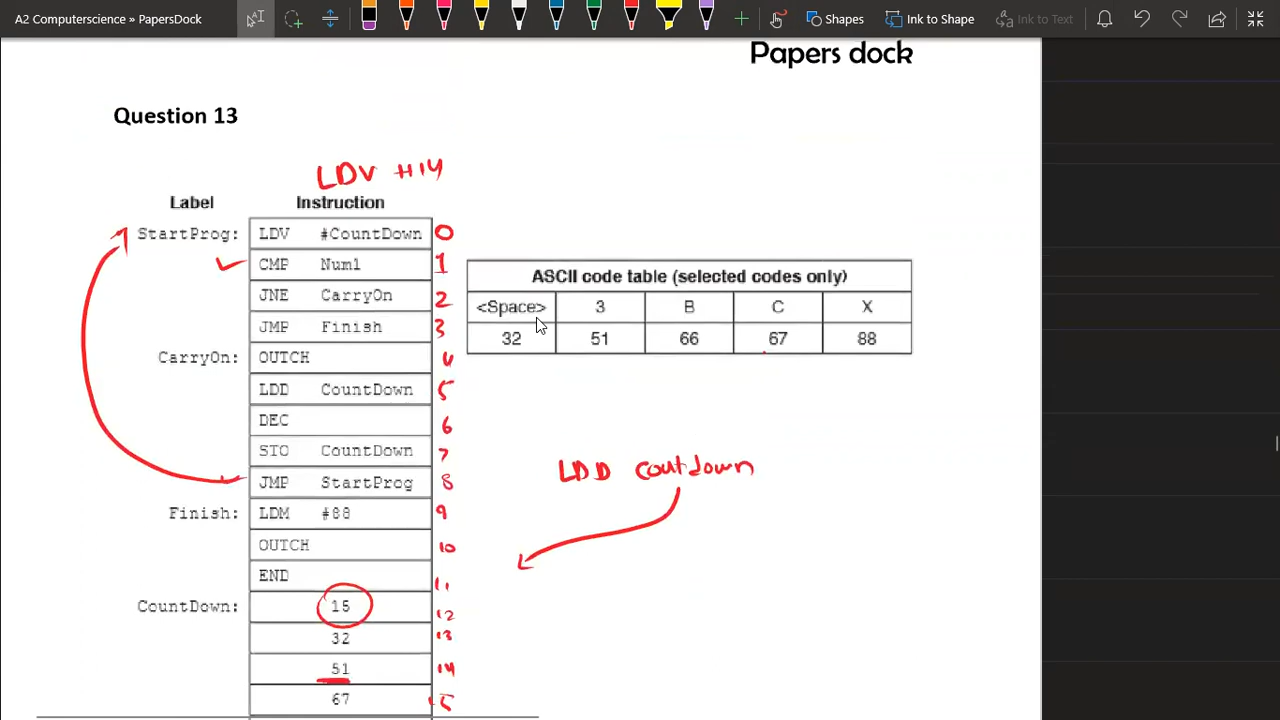 A2 Computerscience » PapersDock
Shapes
Ink to Shape
Ink to Text
Papers dock
Question 13
LDV #14
Label Instruction
StartProg: LDV #CountDown 0
CMP Num1 1
JNE CarryOn 2
JMP Finish 3
CarryOn: OUTCH 4
LDD CountDown 5
DEC 6
STO CountDown 7
JMP StartProg 8
Finish: LDM #88 9
OUTCH 10
END 11
CountDown: 15 12
32 13
51 14
67 15
ASCII code table (selected codes only)
<Space> 3 B C X
32 51 66 67 88
LDD coutdown